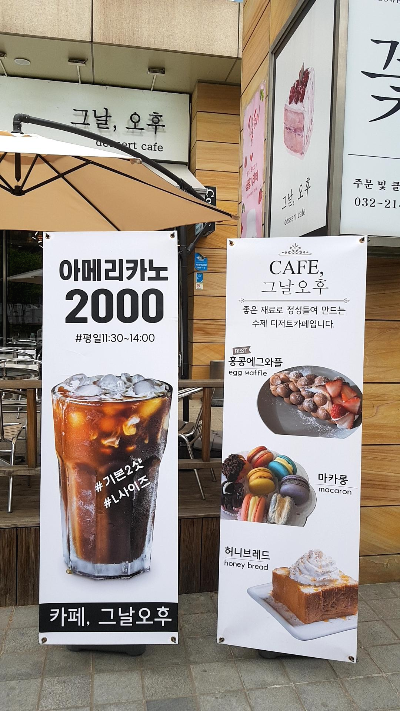 그날, 오후
dessert cafe
그날, 오후
dessert cafe
주문 및
032-21
아메리카노
2000
#평일11:30~14:00
#기본2샷
#L사이즈
카페, 그날오후
CAFE,
그날오후
좋은 재료로 정성들여 만드는
수제 디저트카페입니다.
BEST
홍콩에그와플
egg waffle
마카롱
macaron
허니브레드
honey bread